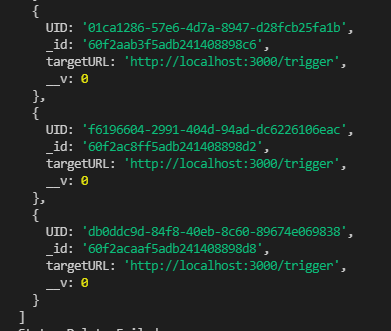 {
UID: '01ca1286-57e6-4d7a-8947-d28fcb25fa1b',
_id: '60f2aab3f5adb241408898c6',
targetURL: 'http://localhost:3000/trigger',
__v: 0
},
{
UID: 'f6196604-2991-404d-94ad-dc6226106eac',
_id: '60f2ac8ff5adb241408898d2',
targetURL: 'http://localhost:3000/trigger',
__v: 0
},
{
UID: 'db0ddc9d-84f8-40eb-8c60-89674e069838',
_id: '60f2acaaf5adb241408898d8',
targetURL: 'http://localhost:3000/trigger',
__v: 0
}
]